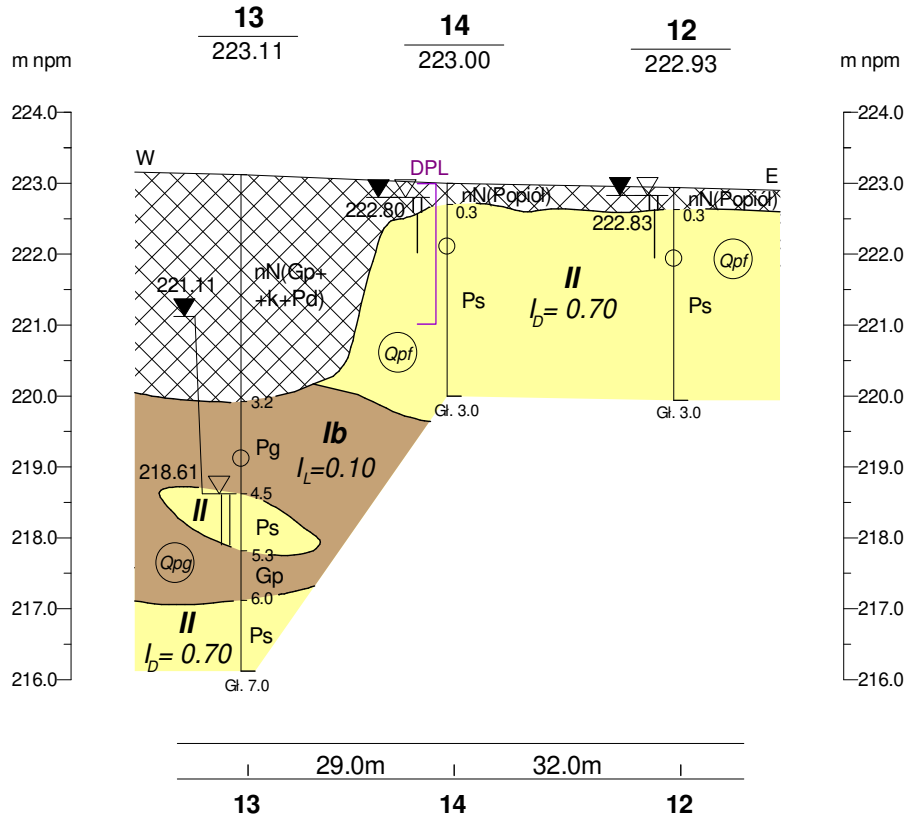 13 14 12
223.11 223.00 222.93
m npm m npm
224.0 224.0
W E
DPL
223.0 223.0
nN(Popiół) nN(Popiół)
222.80 0.3 222.83 0.3
222.0 222.0
Qpf
nN(Gp+
+k+Pd)
221.11
II
I_D= 0.70
Ps Ps
221.0 221.0
Qpf
220.0 220.0
3.2 Gł. 3.0 Gł. 3.0
Ib
Pg
I_L=0.10
219.0 219.0
218.61
4.5
II
Ps
218.0 218.0
5.3
Qpg
Gp
6.0
217.0 217.0
II
Ps
I_D= 0.70
216.0 216.0
Gł. 7.0
29.0m 32.0m
13 14 12